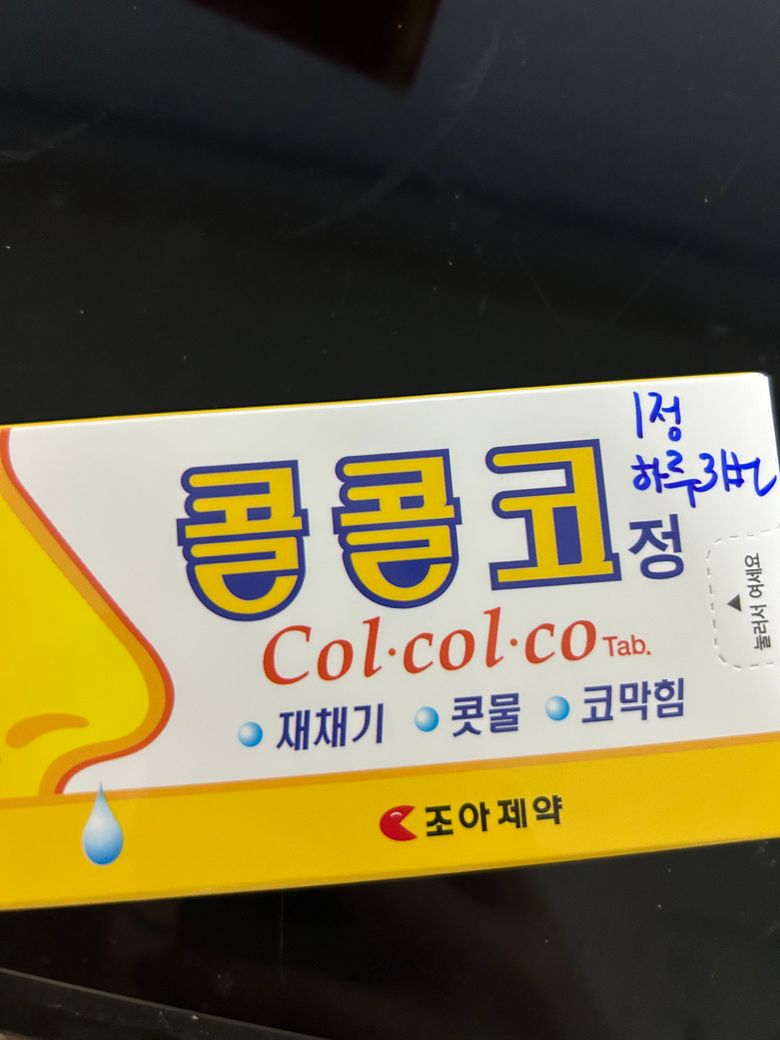 1정
하루 3번
콜콜코정
Col·col·co Tab.
재채기 콧물 코막힘
조아제약
눌러서 여세요